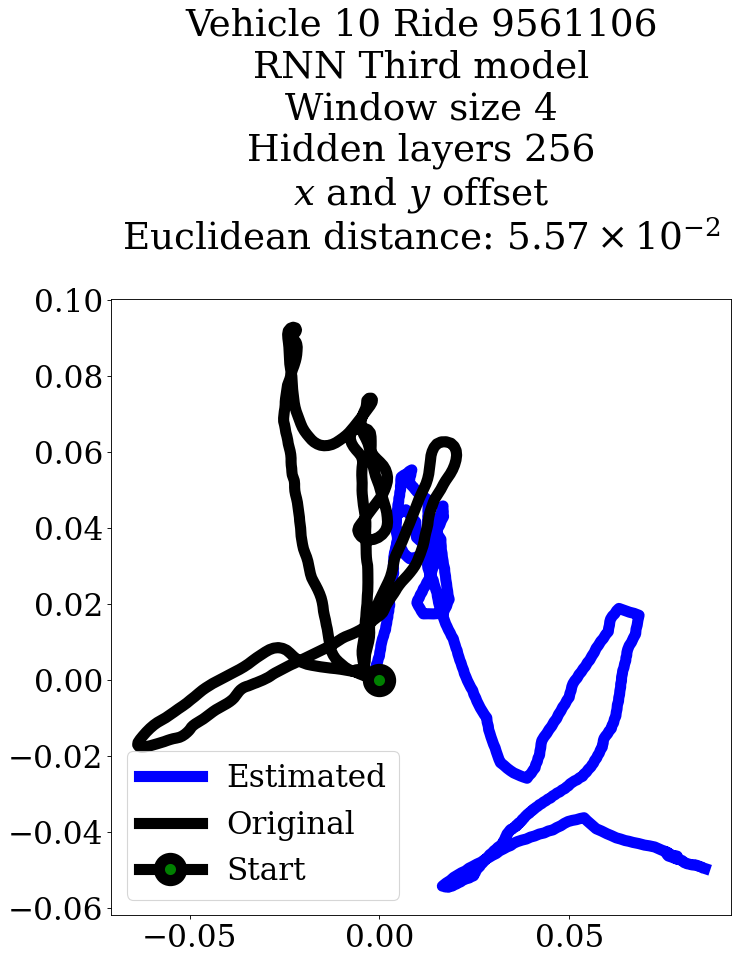 Vehicle 10 Ride 9561106
RNN Third model
Window size 4
Hidden layers 256
x and y offset
Euclidean distance: 5.57 × 10⁻²
0.10
0.08
0.06
0.04
0.02
0.00
−0.02
−0.04
−0.06
Estimated
Original
Start
−0.05 0.00 0.05